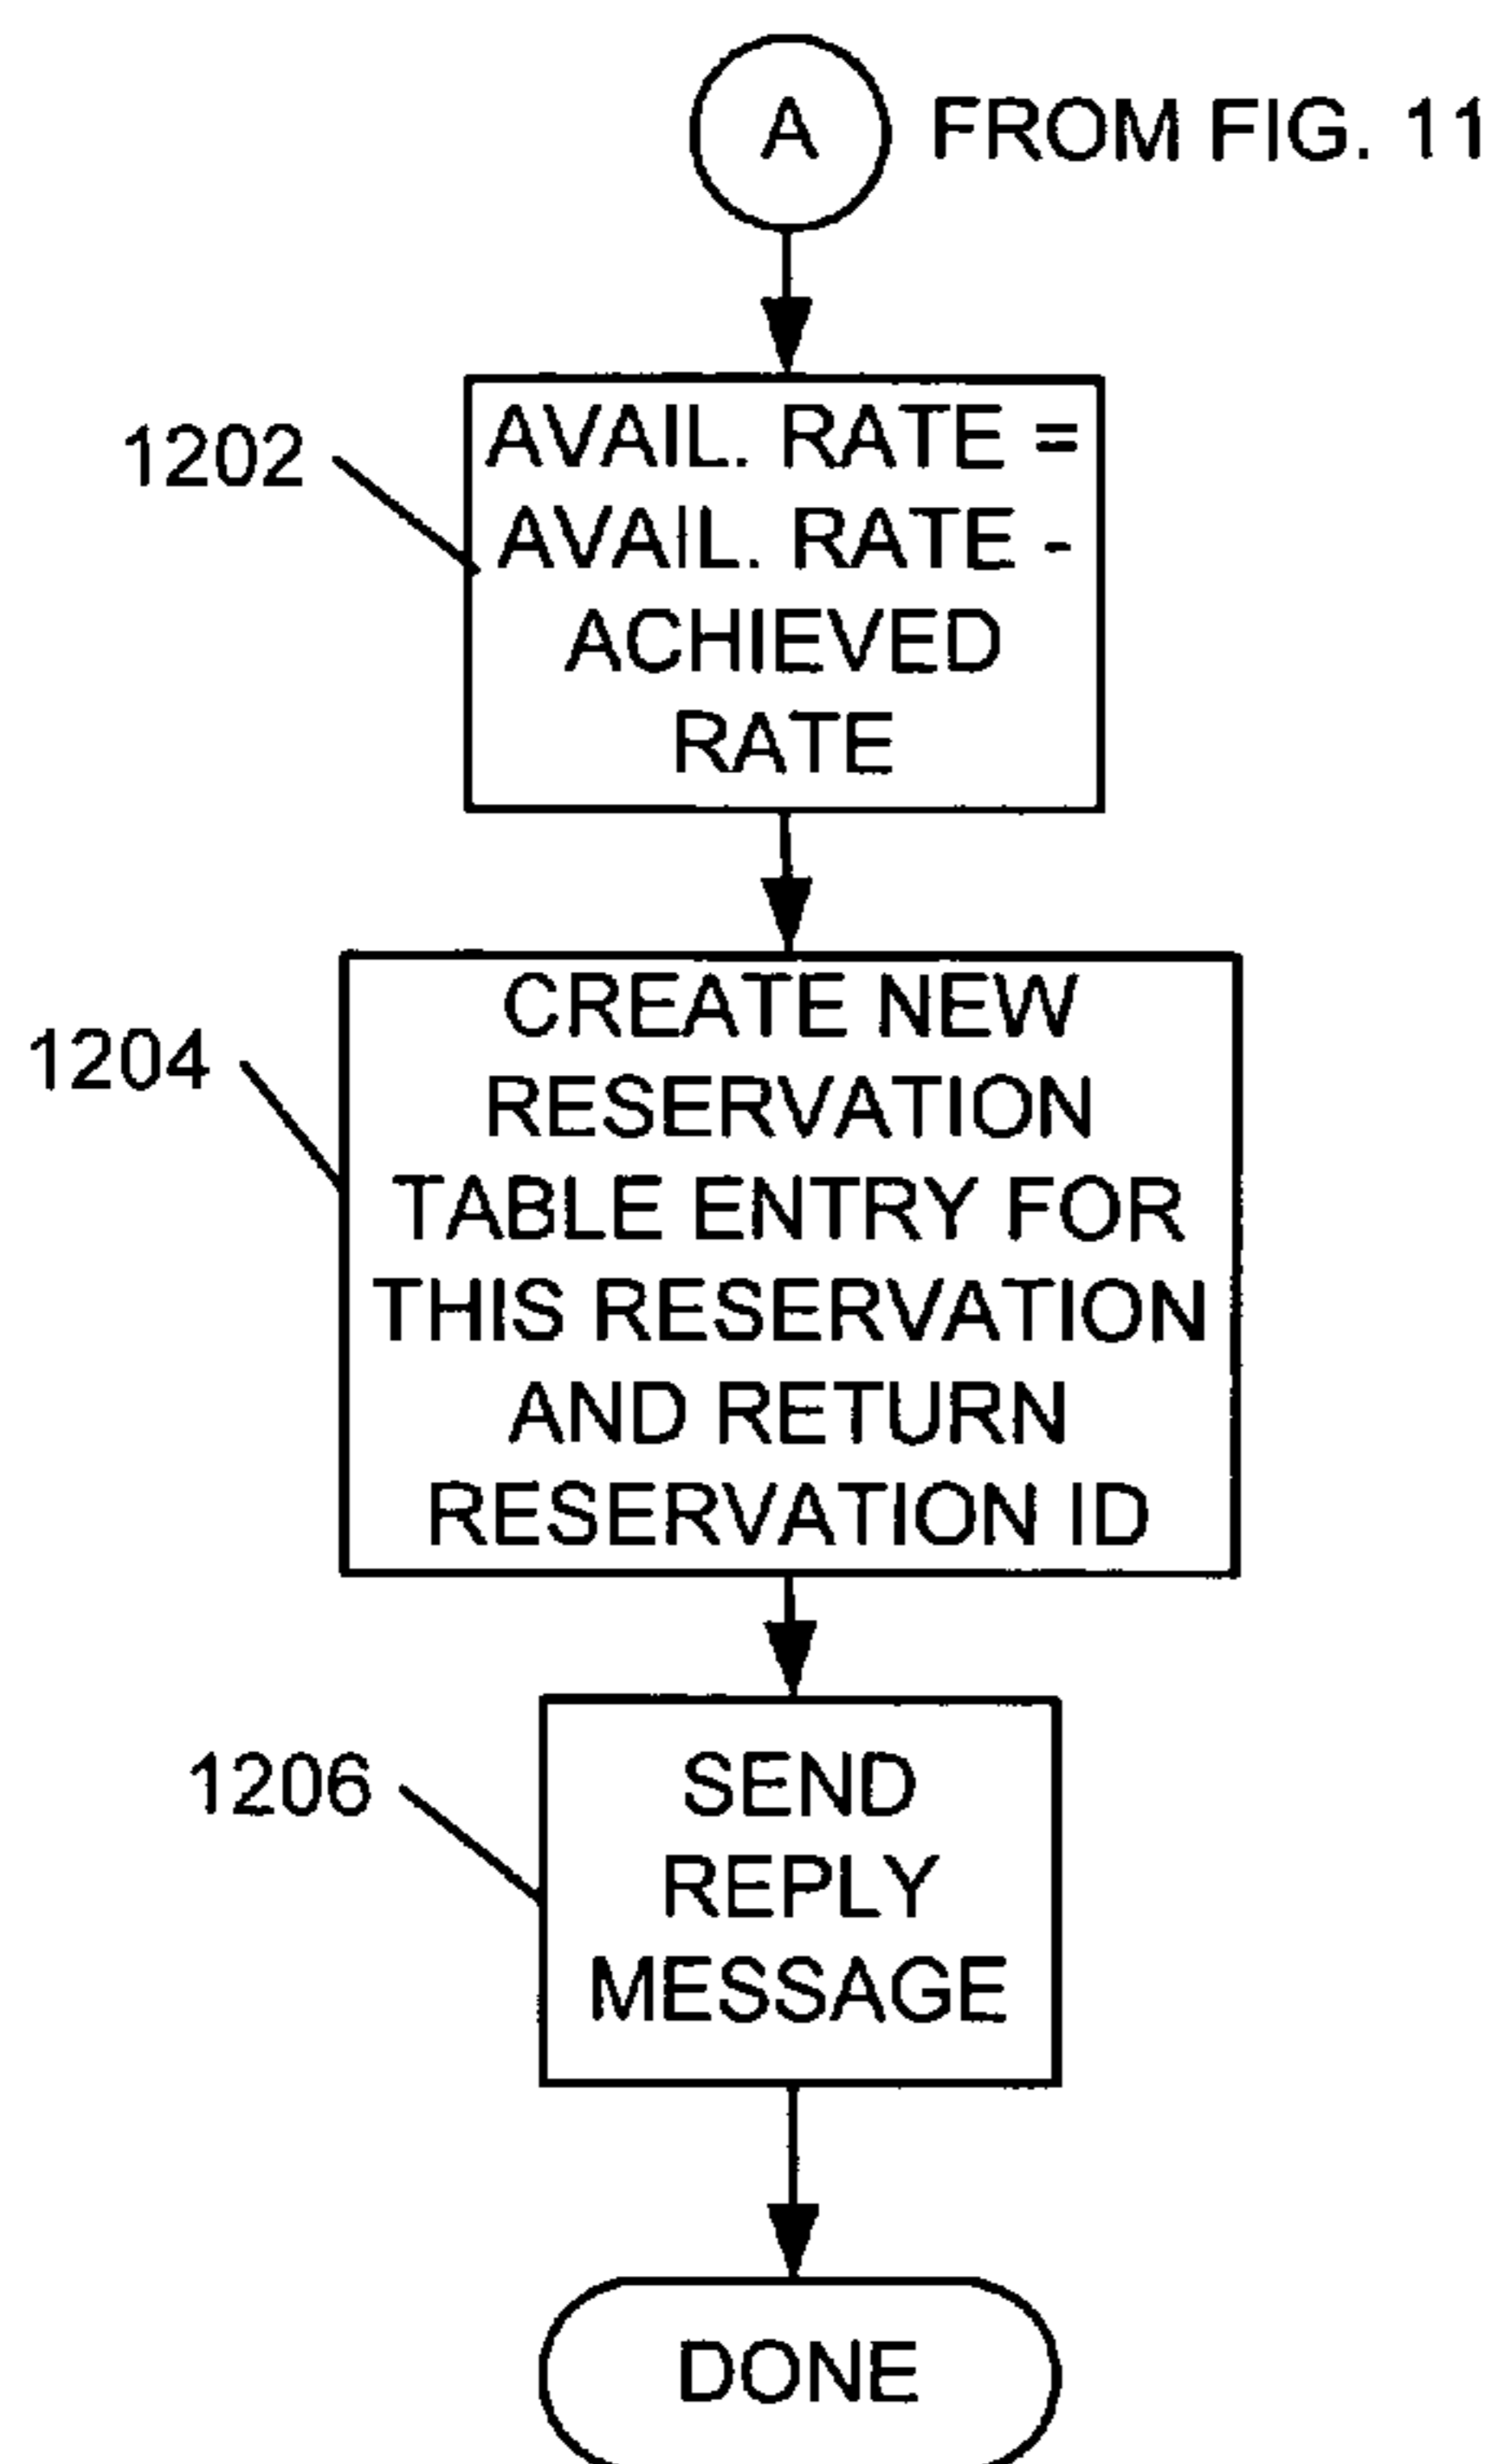 A FROM FIG. 11
1202
AVAIL. RATE =
AVAIL. RATE -
ACHIEVED
RATE
1204
CREATE NEW
RESERVATION
TABLE ENTRY FOR
THIS RESERVATION
AND RETURN
RESERVATION ID
1206
SEND
REPLY
MESSAGE
DONE